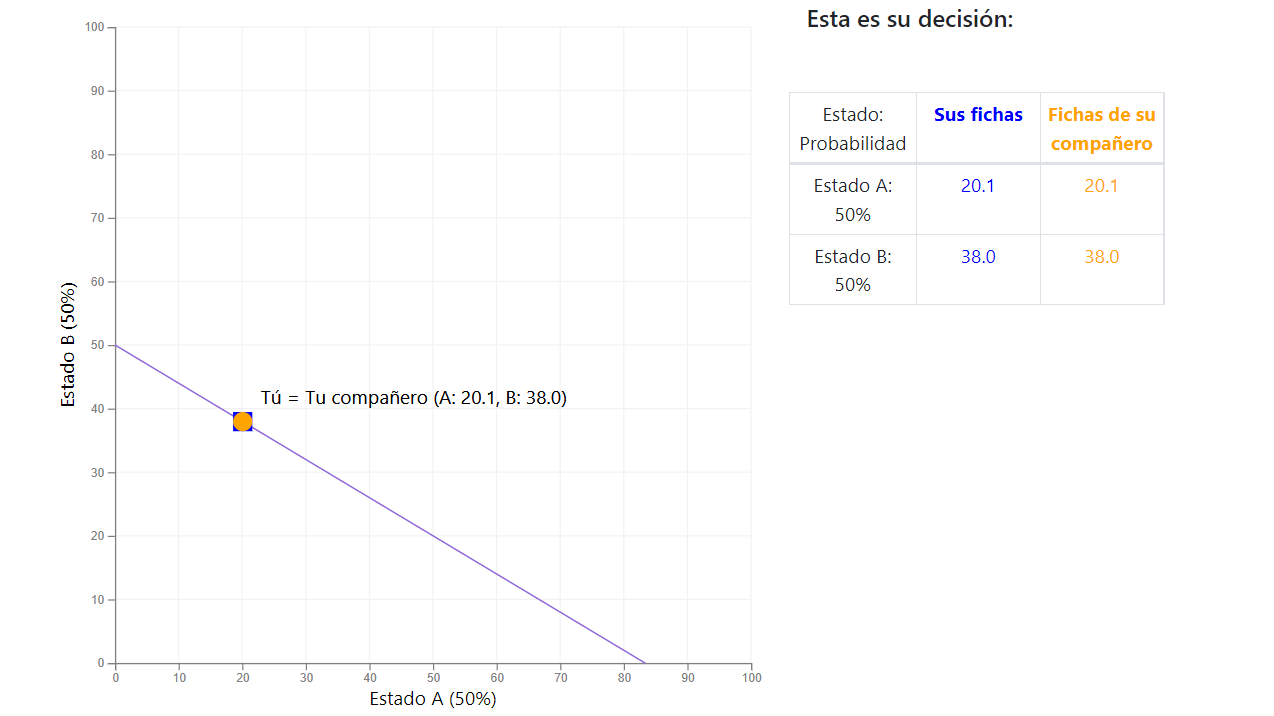 Esta es su decisión:
Estado:
Probabilidad
Sus fichas
Fichas de su
compañero
Estado A:
50%
20.1
20.1
Estado B:
50%
38.0
38.0
100
90
80
70
60
50
40
30
20
10
0
Estado B (50%)
Tú = Tu compañero (A: 20.1, B: 38.0)
0 10 20 30 40 50 60 70 80 90 100
Estado A (50%)